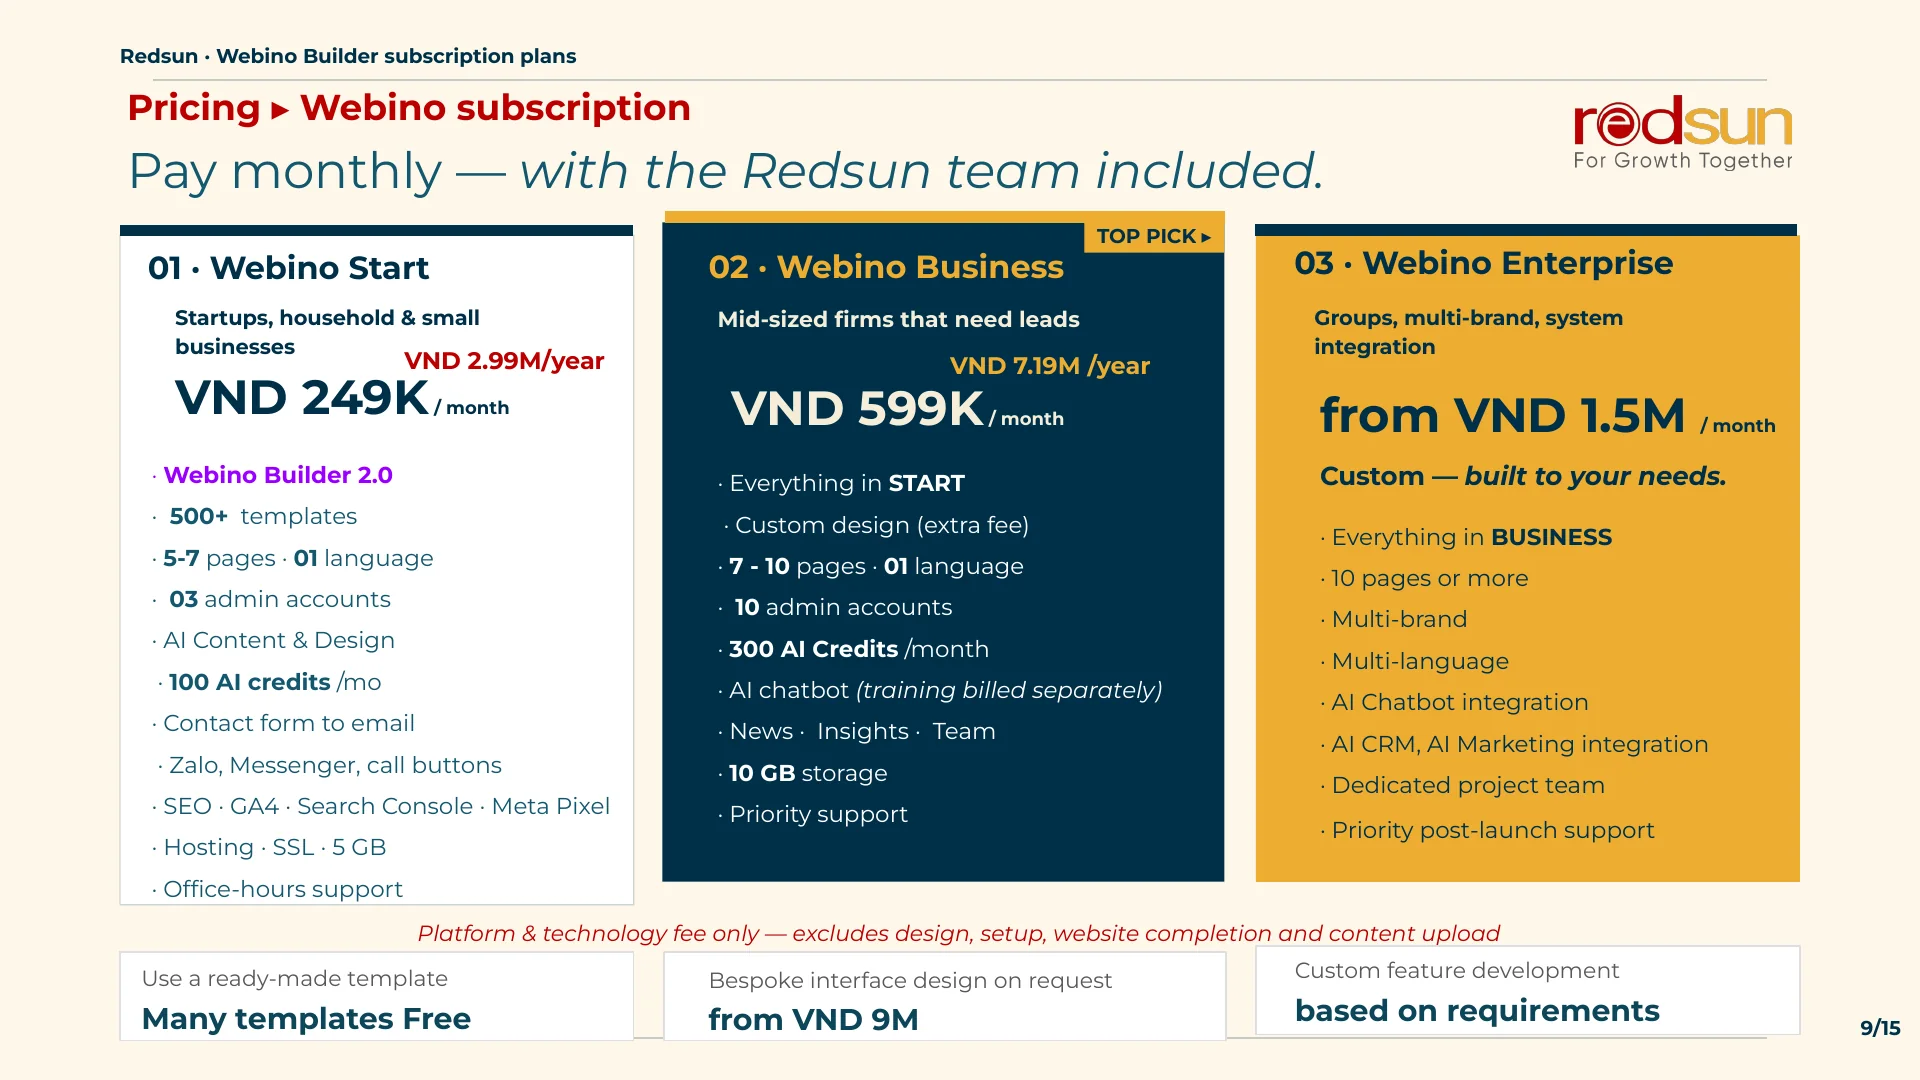 Redsun · Webino Builder subscription plans
Pricing ▸ Webino subscription
Pay monthly — with the Redsun team included.
redsun
For Growth Together
01 · Webino Start
Startups, household & small
businesses
VND 2.99M/year
VND 249K / month
· Webino Builder 2.0
· 500+ templates
· 5-7 pages · 01 language
· 03 admin accounts
· AI Content & Design
· 100 AI credits /mo
· Contact form to email
· Zalo, Messenger, call buttons
· SEO · GA4 · Search Console · Meta Pixel
· Hosting · SSL · 5 GB
· Office-hours support
TOP PICK ▸
02 · Webino Business
Mid-sized firms that need leads
VND 7.19M /year
VND 599K / month
· Everything in START
· Custom design (extra fee)
· 7 - 10 pages · 01 language
· 10 admin accounts
· 300 AI Credits /month
· AI chatbot (training billed separately)
· News · Insights · Team
· 10 GB storage
· Priority support
03 · Webino Enterprise
Groups, multi-brand, system
integration
from VND 1.5M / month
Custom — built to your needs.
· Everything in BUSINESS
· 10 pages or more
· Multi-brand
· Multi-language
· AI Chatbot integration
· AI CRM, AI Marketing integration
· Dedicated project team
· Priority post-launch support
Platform & technology fee only — excludes design, setup, website completion and content upload
Use a ready-made template
Many templates Free
Bespoke interface design on request
from VND 9M
Custom feature development
based on requirements
9/15